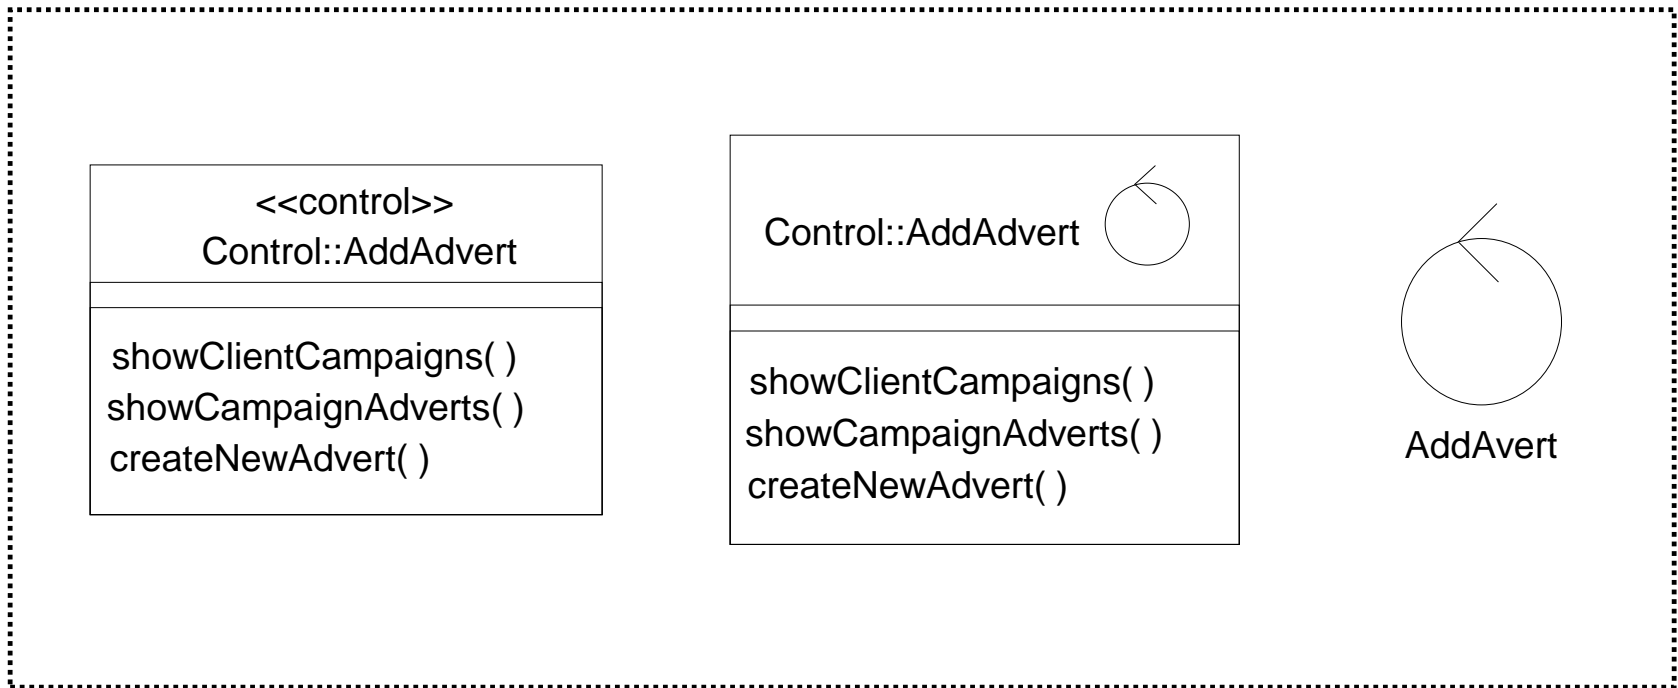 <<control>>
Control::AddAdvert
showClientCampaigns( )
showCampaignAdverts( )
createNewAdvert( )
Control::AddAdvert
showClientCampaigns( )
showCampaignAdverts( )
createNewAdvert( )
AddAvert